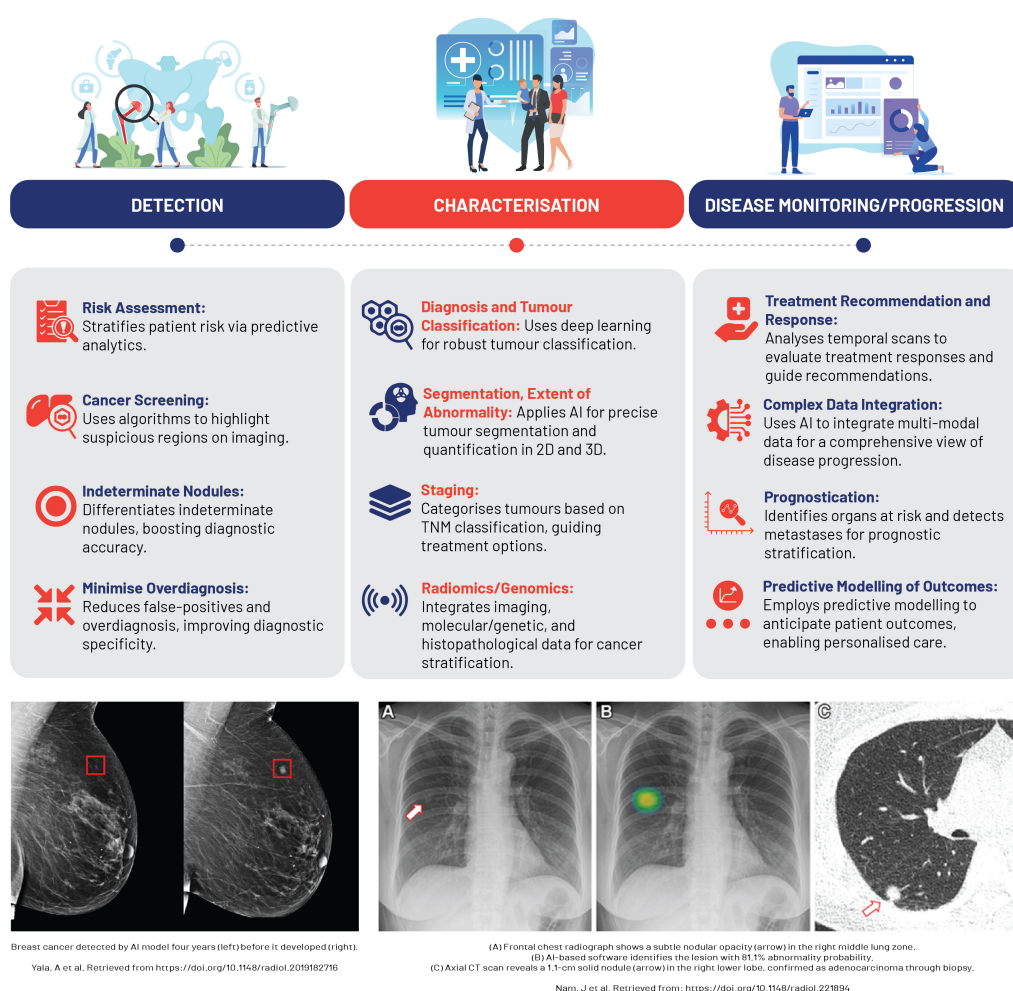 DETECTION
CHARACTERISATION
DISEASE MONITORING/PROGRESSION
Risk Assessment:
Stratifies patient risk via predictive
analytics.
Cancer Screening:
Uses algorithms to highlight
suspicious regions on imaging.
Indeterminate Nodules:
Differentiates indeterminate
nodules, boosting diagnostic
accuracy.
Minimise Overdiagnosis:
Reduces false-positives and
overdiagnosis, improving diagnostic
specificity.
Diagnosis and Tumour
Classification: Uses deep learning
for robust tumour classification.
Segmentation, Extent of
Abnormality: Applies AI for precise
tumour segmentation and
quantification in 2D and 3D.
Staging:
Categorises tumours based on
TNM classification, guiding
treatment options.
Radiomics/Genomics:
Integrates imaging,
molecular/genetic, and
histopathological data for cancer
stratification.
Treatment Recommendation and
Response:
Analyses temporal scans to
evaluate treatment responses and
guide recommendations.
Complex Data Integration:
Uses AI to integrate multi-modal
data for a comprehensive view of
disease progression.
Prognostication:
Identifies organs at risk and detects
metastases for prognostic
stratification.
Predictive Modelling of Outcomes:
Employs predictive modelling to
anticipate patient outcomes,
enabling personalised care.
A
B
C
Breast cancer detected by AI model four years (left) before it developed (right).
Yala, A et al. Retrieved from https://doi.org/10.1148/radiol.2019182716
(A) Frontal chest radiograph shows a subtle nodular opacity (arrow) in the right middle lung zone.
(B) AI-based software identifies the lesion with 81.1% abnormality probability.
(C) Axial CT scan reveals a 1.1-cm solid nodule (arrow) in the right lower lobe, confirmed as adenocarcinoma through biopsy.
Nam, J et al. Retrieved from: https://doi.org/10.1148/radiol.221894